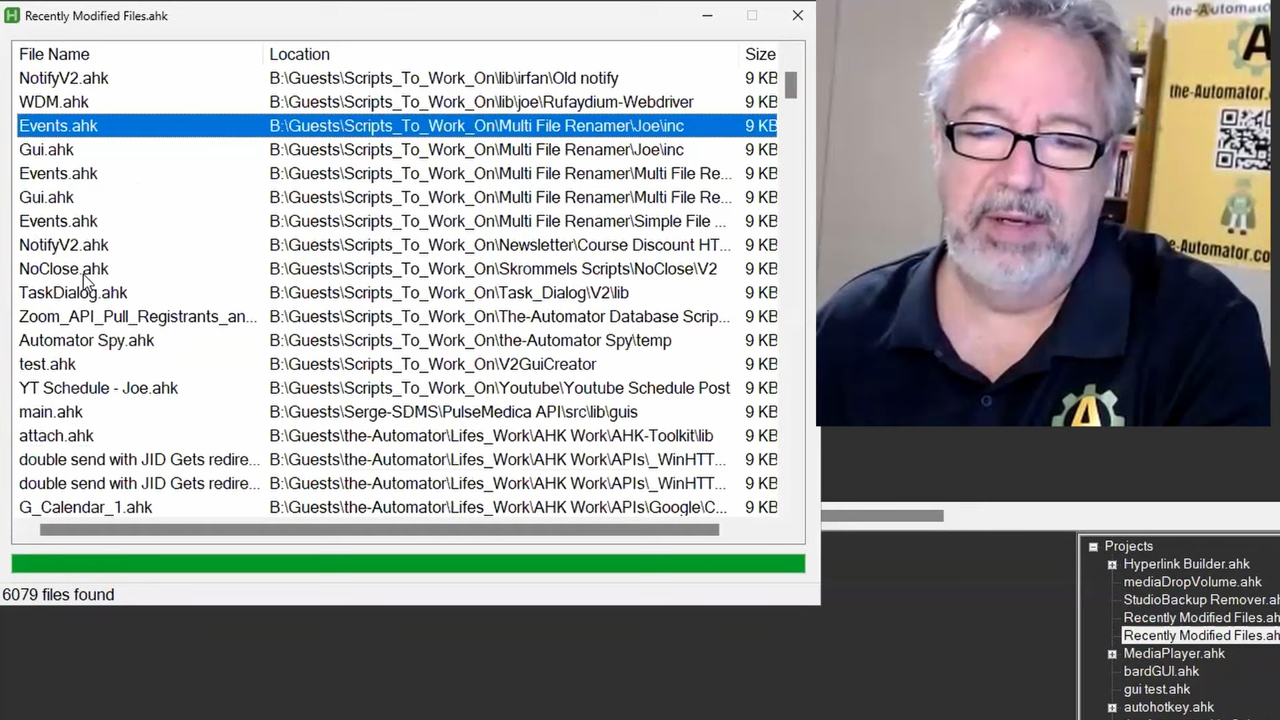 Recently Modified Files.ahk
File Name Location Size
NotifyV2.ahk B:\Guests\Scripts_To_Work_On\lib\irfan\Old notify 9 KB
WDM.ahk B:\Guests\Scripts_To_Work_On\lib\joe\Rufaydium-Webdriver 9 KB
Events.ahk B:\Guests\Scripts_To_Work_On\Multi File Renamer\Joe\inc 9 KB
Gui.ahk B:\Guests\Scripts_To_Work_On\Multi File Renamer\Joe\inc 9 KB
Events.ahk B:\Guests\Scripts_To_Work_On\Multi File Renamer\Multi File Re... 9 KB
Gui.ahk B:\Guests\Scripts_To_Work_On\Multi File Renamer\Multi File Re... 9 KB
Events.ahk B:\Guests\Scripts_To_Work_On\Multi File Renamer\Simple File ... 9 KB
NotifyV2.ahk B:\Guests\Scripts_To_Work_On\Newsletter\Course Discount HT... 9 KB
NoClose.ahk B:\Guests\Scripts_To_Work_On\Skrommels Scripts\NoClose\V2 9 KB
TaskDialog.ahk B:\Guests\Scripts_To_Work_On\Task_Dialog\V2\lib 9 KB
Zoom_API_Pull_Registrants_an... B:\Guests\Scripts_To_Work_On\The-Automator Database Scrip... 9 KB
Automator Spy.ahk B:\Guests\Scripts_To_Work_On\the-Automator Spy\temp 9 KB
test.ahk B:\Guests\Scripts_To_Work_On\V2GuiCreator 9 KB
YT Schedule - Joe.ahk B:\Guests\Scripts_To_Work_On\Youtube\Youtube Schedule Post 9 KB
main.ahk B:\Guests\Serge-SDMS\PulseMedica API\src\lib\guis 9 KB
attach.ahk B:\Guests\the-Automator\Lifes_Work\AHK Work\AHK-Toolkit\lib 9 KB
double send with JID Gets redire... B:\Guests\the-Automator\Lifes_Work\AHK Work\APIs\_WinHTT... 9 KB
double send with JID Gets redire... B:\Guests\the-Automator\Lifes_Work\AHK Work\APIs\_WinHTT... 9 KB
G_Calendar_1.ahk B:\Guests\the-Automator\Lifes_Work\AHK Work\APIs\Google\C... 9 KB
6079 files found
the-Automato
A
the-Automator.
e-Automator.co
A
Projects
Hyperlink Builder.ahk
mediaDropVolume.ahk
StudioBackup Remover.ah
Recently Modified Files.ah
Recently Modified Files.ah
MediaPlayer.ahk
bardGUI.ahk
gui test.ahk
autohotkey.ahk